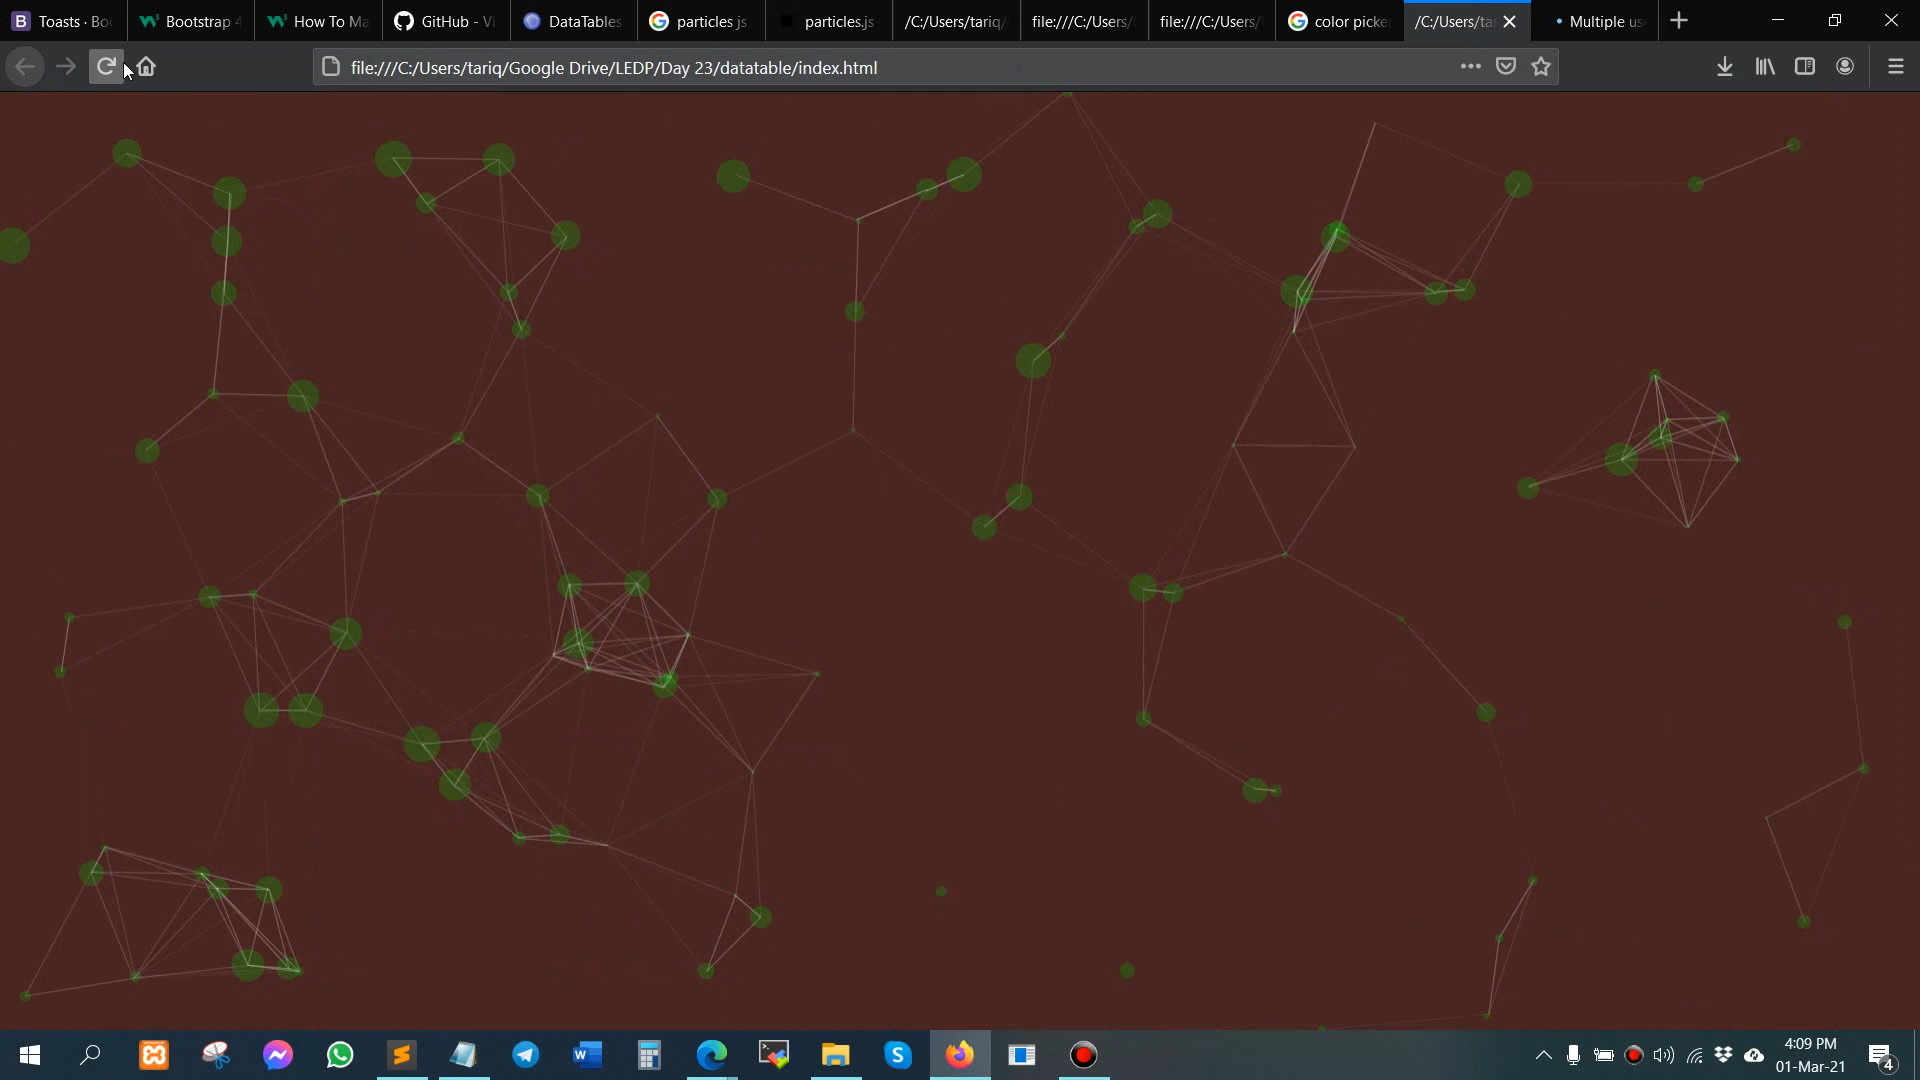 Toasts · Bo
Bootstrap 4
How To Ma
GitHub - Vi
DataTables
particles js
particles.js
/C:/Users/tariq/
file:///C:/Users/
file:///C:/Users/
color picke
/C:/Users/ta
Multiple us
file:///C:/Users/tariq/Google Drive/LEDP/Day 23/datatable/index.html
4:09 PM
01-Mar-21
4